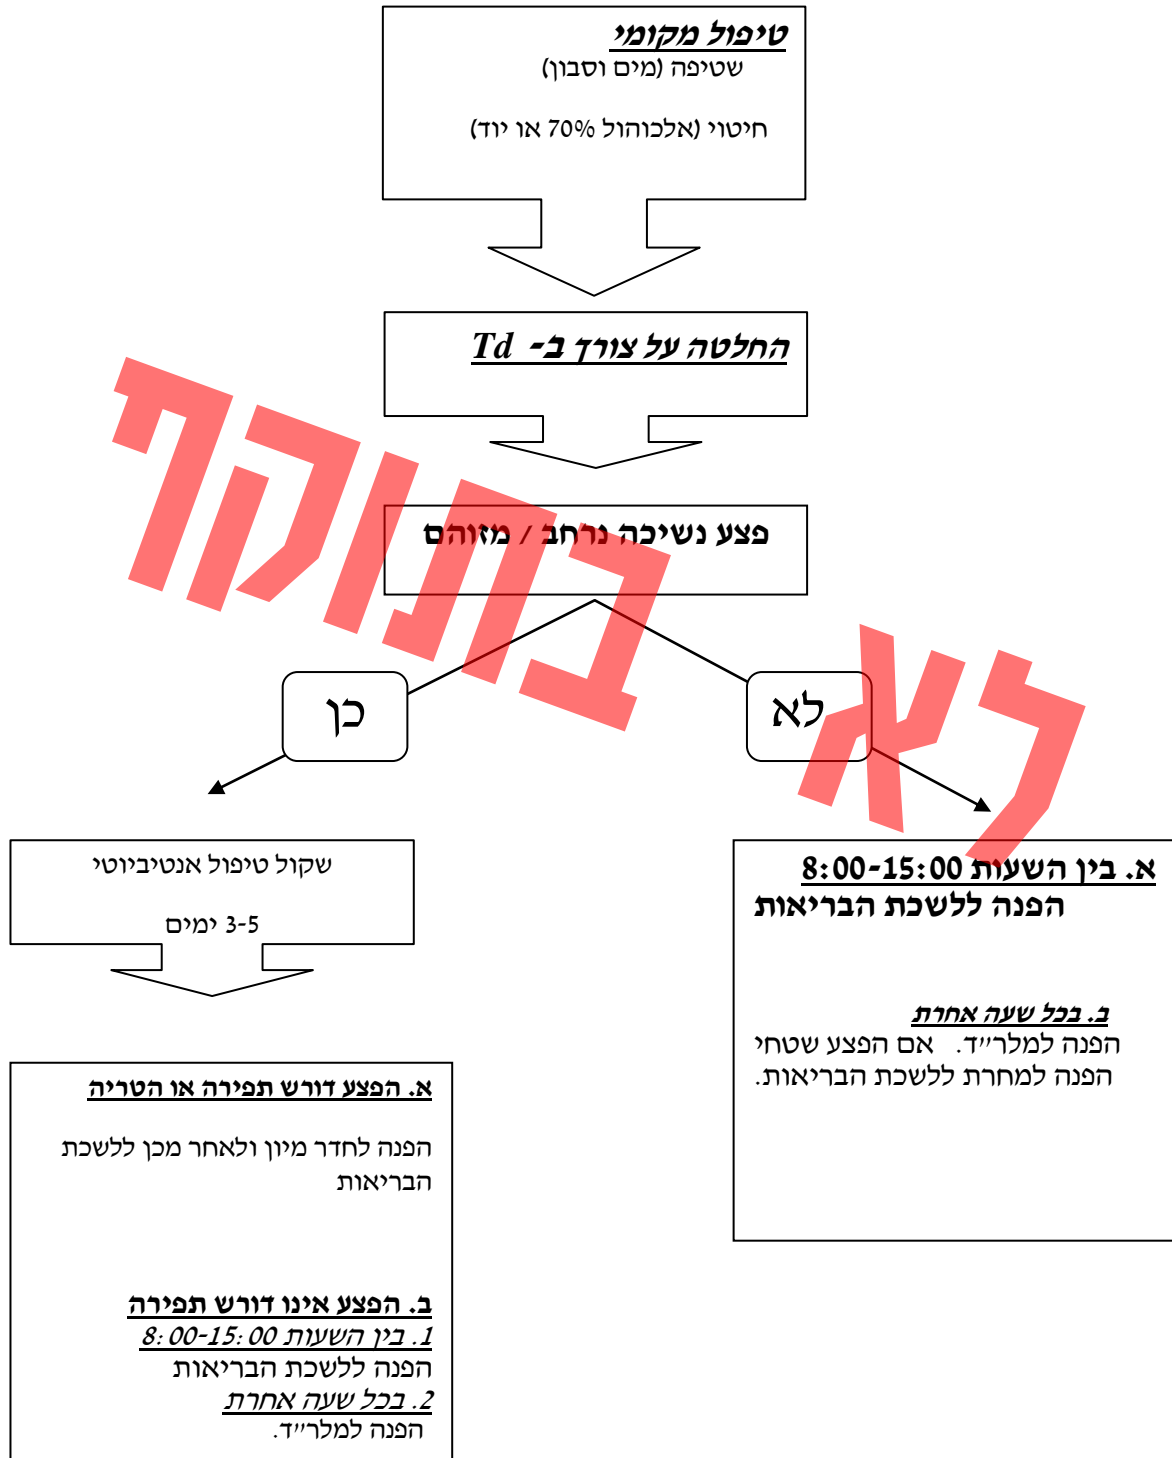 טיפול מקומי
שטיפה (מים וסבון)
חיטוי (אלכוהול 70% או יוד)
החלטה על צורך ב- Td
פצע נשיכה נרחב / מזוהם
לא בתוקף
כן
לא
שקול טיפול אנטיביוטי
3-5 ימים
א. בין השעות 8:00-15:00
הפנה ללשכת הבריאות
ב. בכל שעה אחרת
הפנה למלר״ד. אם הפצע שטחי
הפנה למחרת ללשכת הבריאות.
א. הפצע דורש תפירה או הטריה
הפנה לחדר מיון ולאחר מכן ללשכת
הבריאות
ב. הפצע אינו דורש תפירה
1. בין השעות 8:00-15:00
הפנה ללשכת הבריאות
2. בכל שעה אחרת
הפנה למלר״ד.